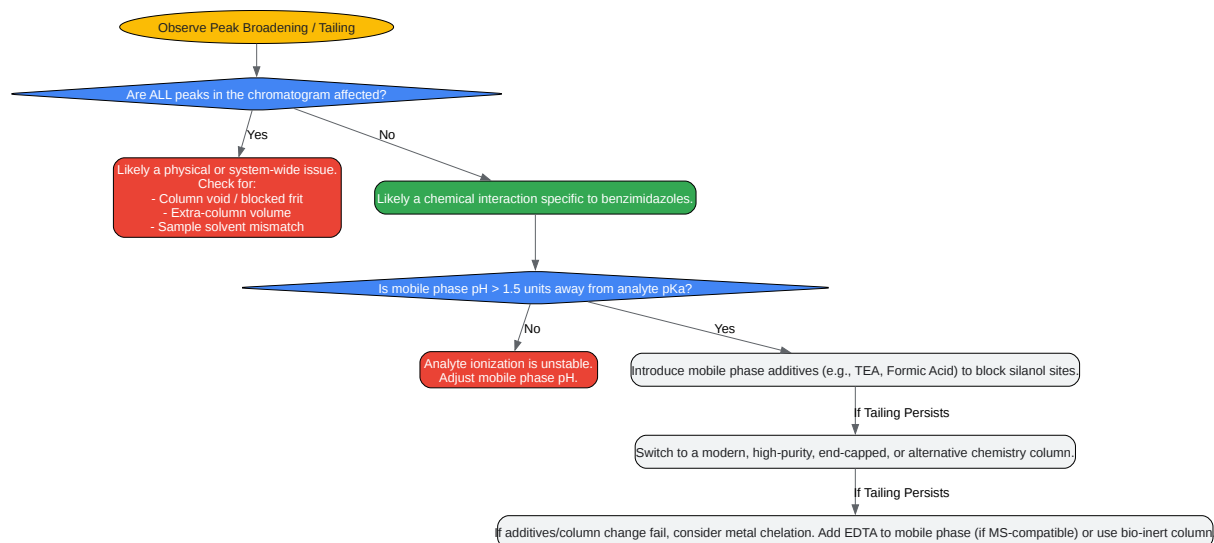 Observe Peak Broadening / Tailing
Are ALL peaks in the chromatogram affected?
Yes
No
Likely a physical or system-wide issue.
Check for:
- Column void / blocked frit
- Extra-column volume
- Sample solvent mismatch
Likely a chemical interaction specific to benzimidazoles.
Is mobile phase pH > 1.5 units away from analyte pKa?
No
Yes
Analyte ionization is unstable.
Adjust mobile phase pH.
Introduce mobile phase additives (e.g., TEA, Formic Acid) to block silanol sites.
If Tailing Persists
Switch to a modern, high-purity, end-capped, or alternative chemistry column.
If Tailing Persists
If additives/column change fail, consider metal chelation. Add EDTA to mobile phase (if MS-compatible) or use bio-inert column.